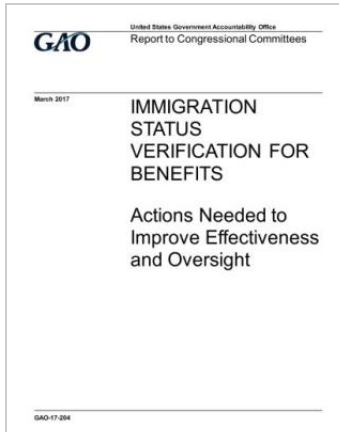 United States Government Accountability Office
GAO
Report to Congressional Committees
March 2017
IMMIGRATION
STATUS
VERIFICATION FOR
BENEFITS
Actions Needed to
Improve Effectiveness
and Oversight
GAO-17-204